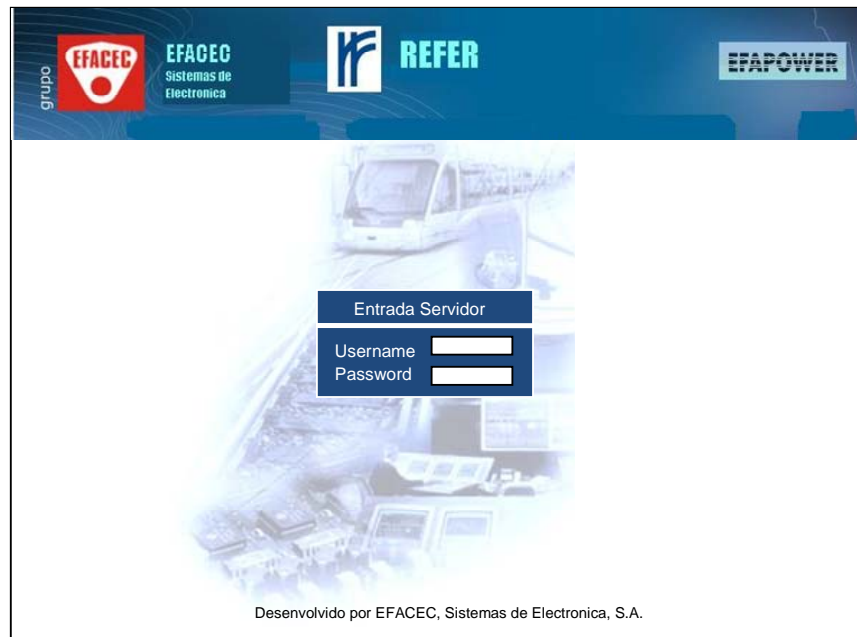 grupo
EFACEC
EFACEC
Sistemas de
Electronica
REFER
EFAPOWER
Entrada Servidor
Username
Password
Desenvolvido por EFACEC, Sistemas de Electronica, S.A.